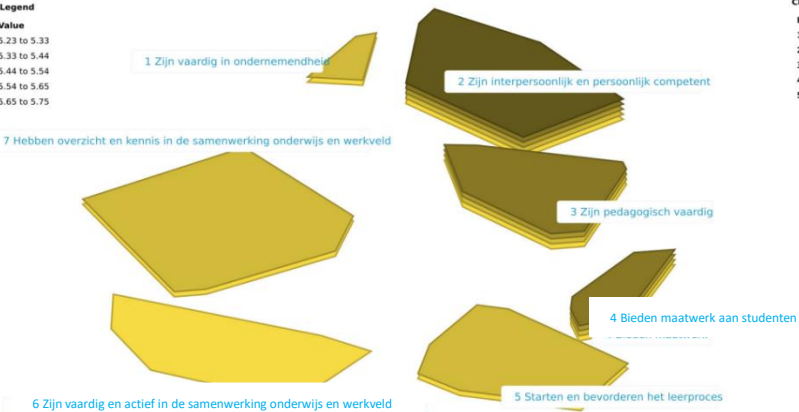 Legend
Value
5.23 to 5.33
5.33 to 5.44
5.44 to 5.54
5.54 to 5.65
5.65 to 5.75
1 Zijn vaardig in ondernemendheid
2 Zijn interpersoonlijk en persoonlijk competent
7 Hebben overzicht en kennis in de samenwerking onderwijs en werkveld
3 Zijn pedagogisch vaardig
4 Bieden maatwerk aan studenten
5 Starten en bevorderen het leerproces
6 Zijn vaardig en actief in de samenwerking onderwijs en werkveld